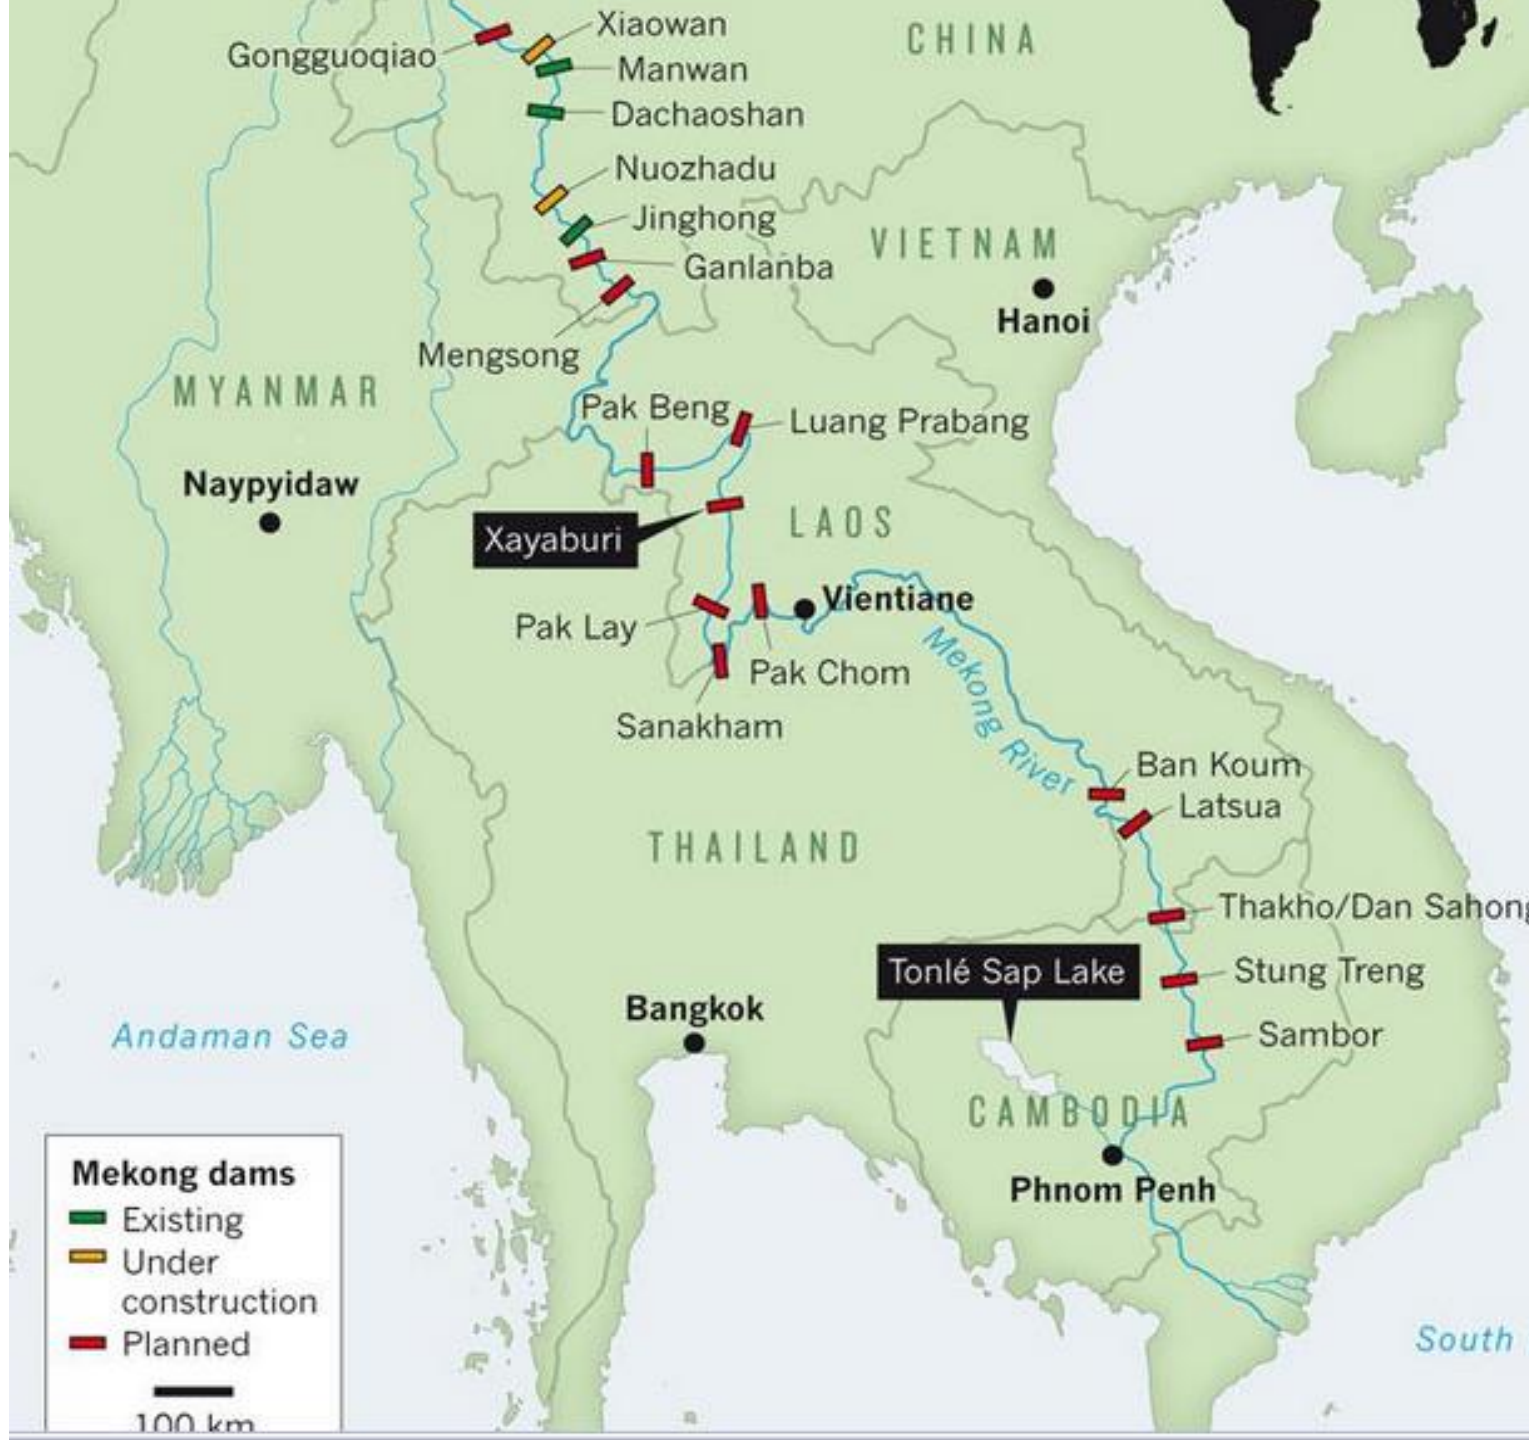 Xiaowan
CHINA
Gongguoqiao
Manwan
Dachaoshan
Nuozhadu
Jinghong
VIETNAM
Ganlanba
Hanoi
Mengsong
MYANMAR
Pak Beng
Luang Prabang
Naypyidaw
LAOS
Xayaburi
Vientiane
Pak Lay
Mekong River
Pak Chom
Sanakham
Ban Koum
Latsua
THAILAND
Thakho/Dan Sahong
Tonlé Sap Lake
Stung Treng
Bangkok
Andaman Sea
Sambor
CAMBODIA
Phnom Penh
Mekong dams
Existing
Under
construction
Planned
South
100 km